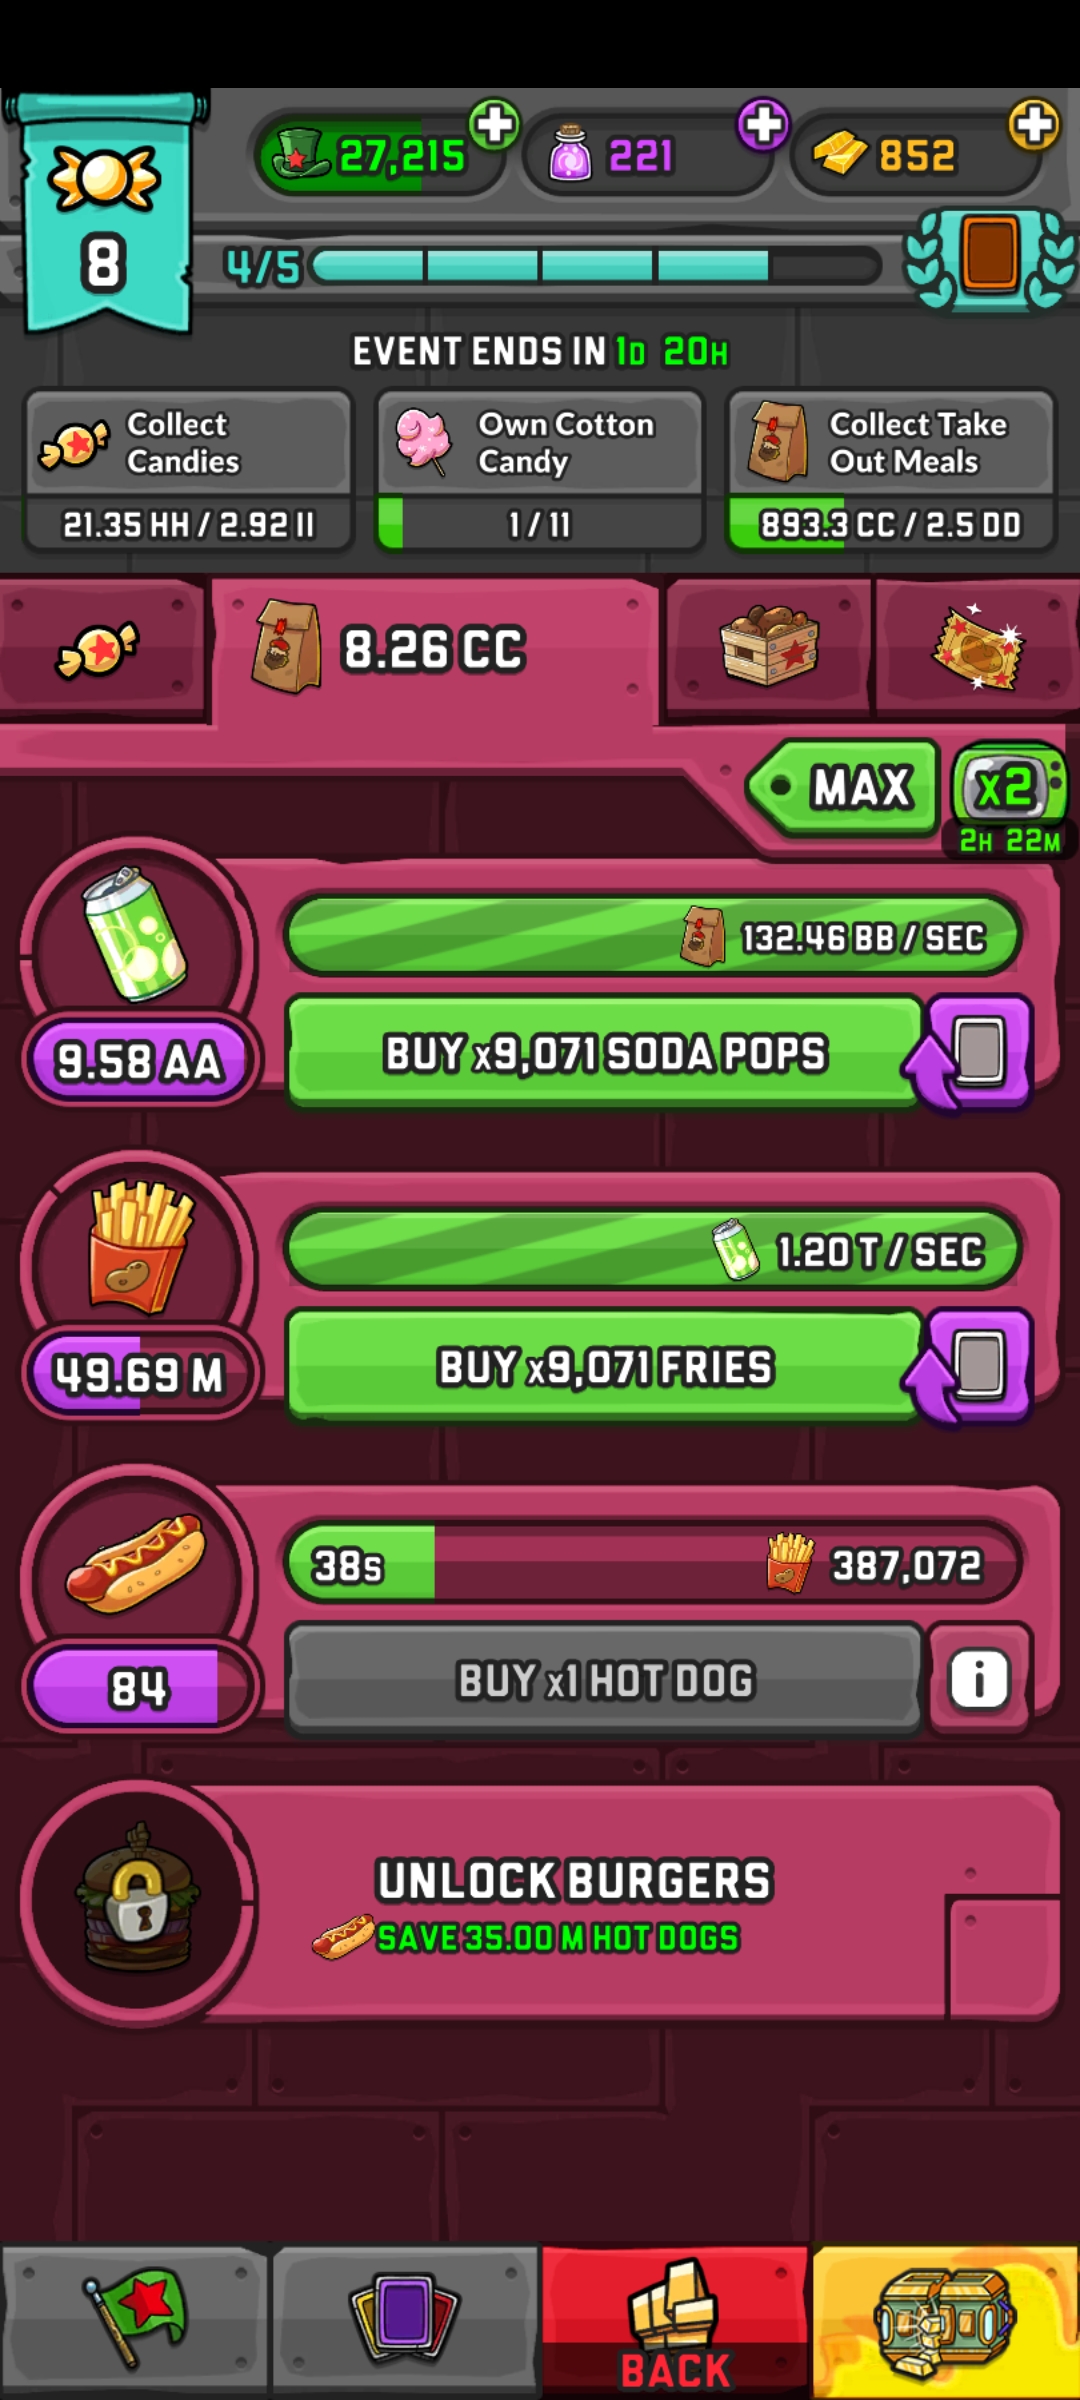 27,215
221
852
8
4/5
EVENT ENDS IN 1D 20H
Collect
Candies
21.35 HH / 2.92 II
Own Cotton
Candy
1 / 11
Collect Take
Out Meals
893.3 CC / 2.5 DD
8.26 CC
MAX
x2
2H 22M
132.46 BB / SEC
9.58 AA
BUY x9,071 SODA POPS
1.20 T / SEC
49.69 M
BUY x9,071 FRIES
38s
387,072
84
BUY x1 HOT DOG
i
UNLOCK BURGERS
SAVE 35.00 M HOT DOGS
BACK